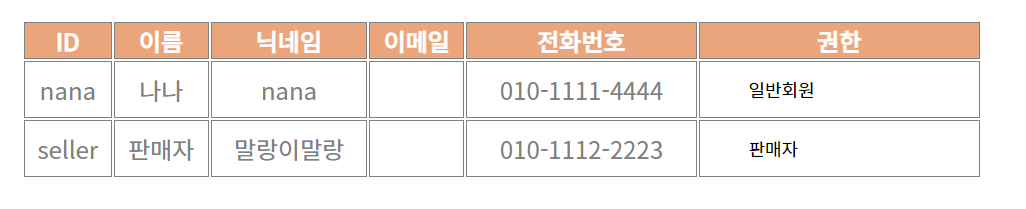 ID 이름 닉네임 이메일 전화번호 권한
nana 나나 nana 010-1111-4444 일반회원
seller 판매자 말랑이말랑 010-1112-2223 판매자